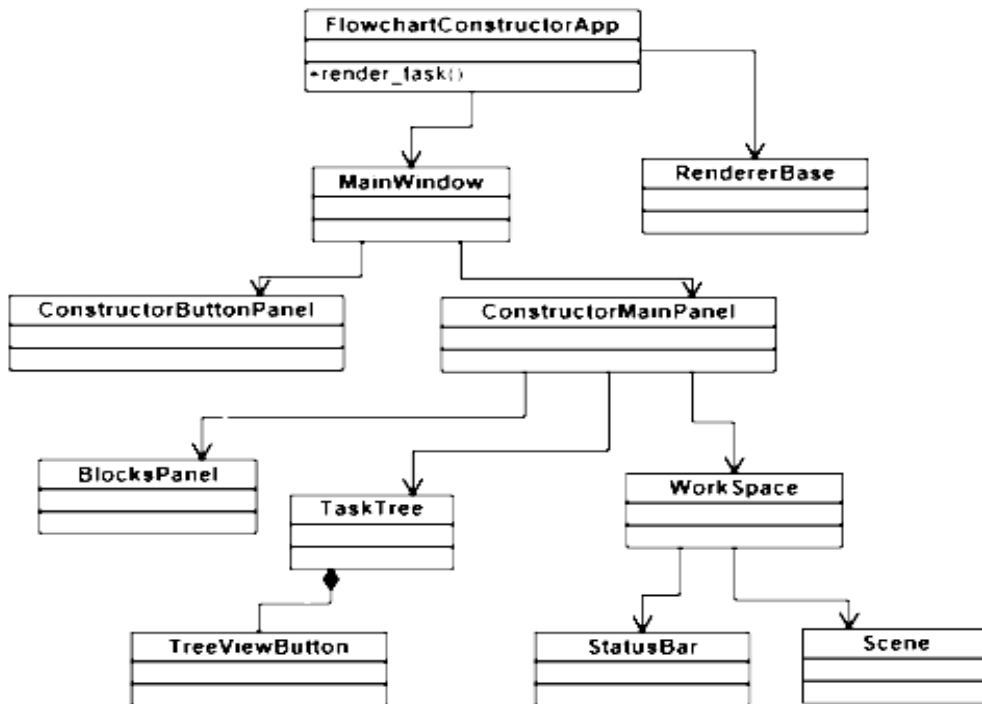 FlowchartConstructorApp
+render_task()
MainWindow
RendererBase
ConstructorButtonPanel
ConstructorMainPanel
BlocksPanel
TaskTree
WorkSpace
TreeViewButton
StatusBar
Scene